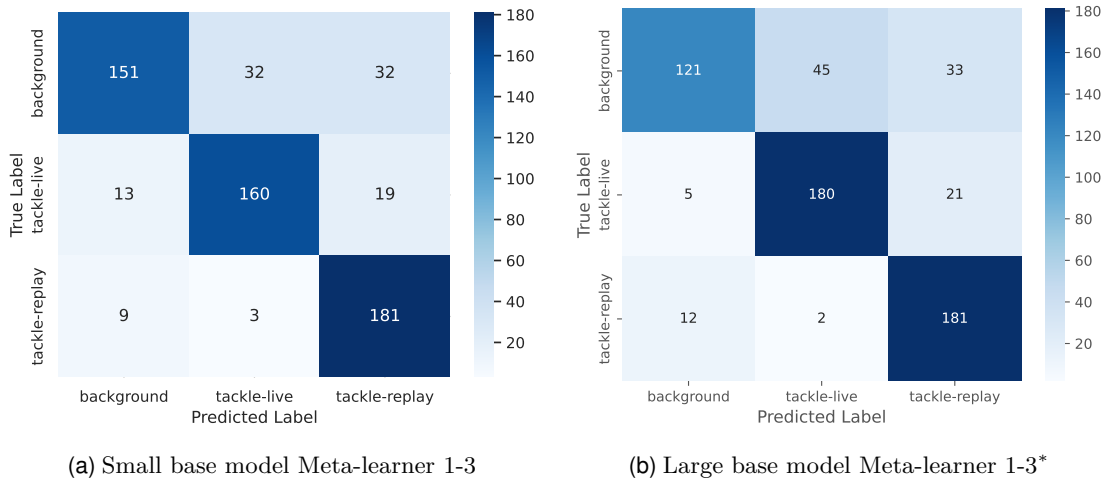 background
tackle-live
tackle-replay
True Label
151 32 32
13 160 19
9 3 181
background tackle-live tackle-replay
Predicted Label
180
160
140
120
100
80
60
40
20
(a) Small base model Meta-learner 1-3
background
tackle-live
tackle-replay
True Label
121 45 33
5 180 21
12 2 181
background tackle-live tackle-replay
Predicted Label
180
160
140
120
100
80
60
40
20
(b) Large base model Meta-learner 1-3*